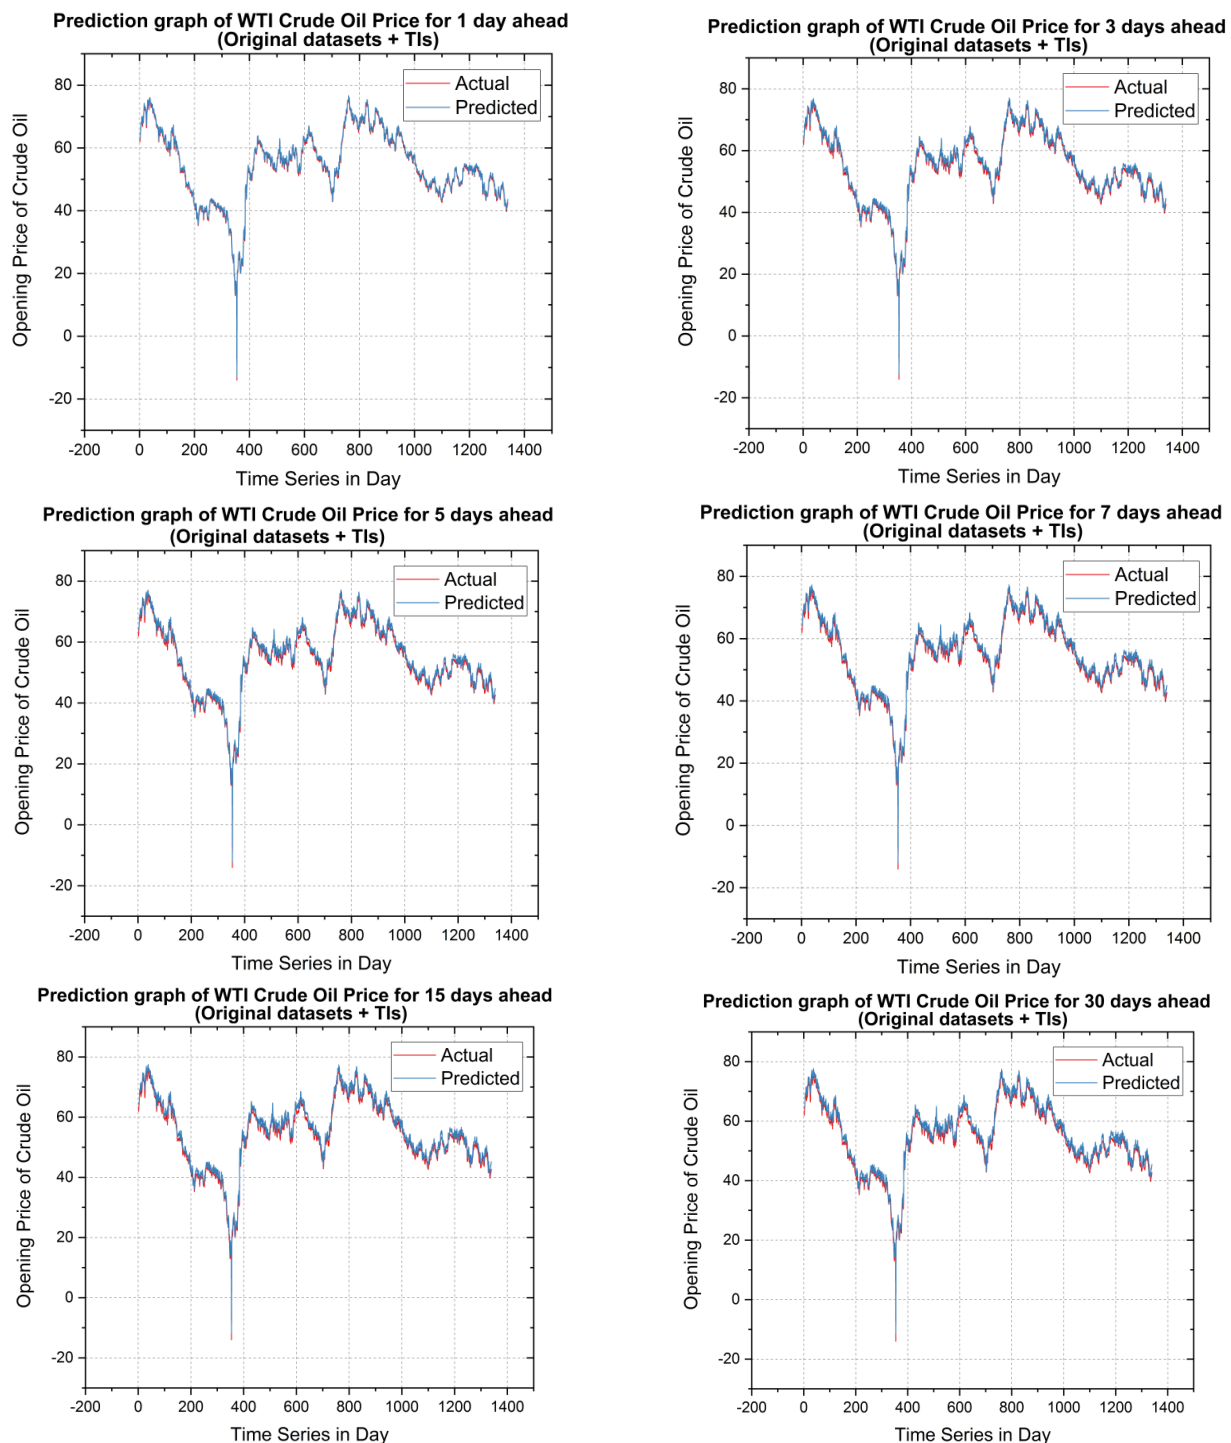 Prediction graph of WTI Crude Oil Price for 1 day ahead
(Original datasets + TIs)
Actual
Predicted
80
60
40
20
0
-20
Opening Price of Crude Oil
-200 0 200 400 600 800 1000 1200 1400
Time Series in Day
Prediction graph of WTI Crude Oil Price for 3 days ahead
(Original datasets + TIs)
Actual
Predicted
80
60
40
20
0
-20
Opening Price of Crude Oil
-200 0 200 400 600 800 1000 1200 1400
Time Series in Day
Prediction graph of WTI Crude Oil Price for 5 days ahead
(Original datasets + TIs)
Actual
Predicted
80
60
40
20
0
-20
Opening Price of Crude Oil
-200 0 200 400 600 800 1000 1200 1400
Time Series in Day
Prediction graph of WTI Crude Oil Price for 7 days ahead
(Original datasets + TIs)
Actual
Predicted
80
60
40
20
0
-20
Opening Price of Crude Oil
-200 0 200 400 600 800 1000 1200 1400
Time Series in Day
Prediction graph of WTI Crude Oil Price for 15 days ahead
(Original datasets + TIs)
Actual
Predicted
80
60
40
20
0
-20
Opening Price of Crude Oil
-200 0 200 400 600 800 1000 1200 1400
Time Series in Day
Prediction graph of WTI Crude Oil Price for 30 days ahead
(Original datasets + TIs)
Actual
Predicted
80
60
40
20
0
-20
Opening Price of Crude Oil
-200 0 200 400 600 800 1000 1200 1400
Time Series in Day